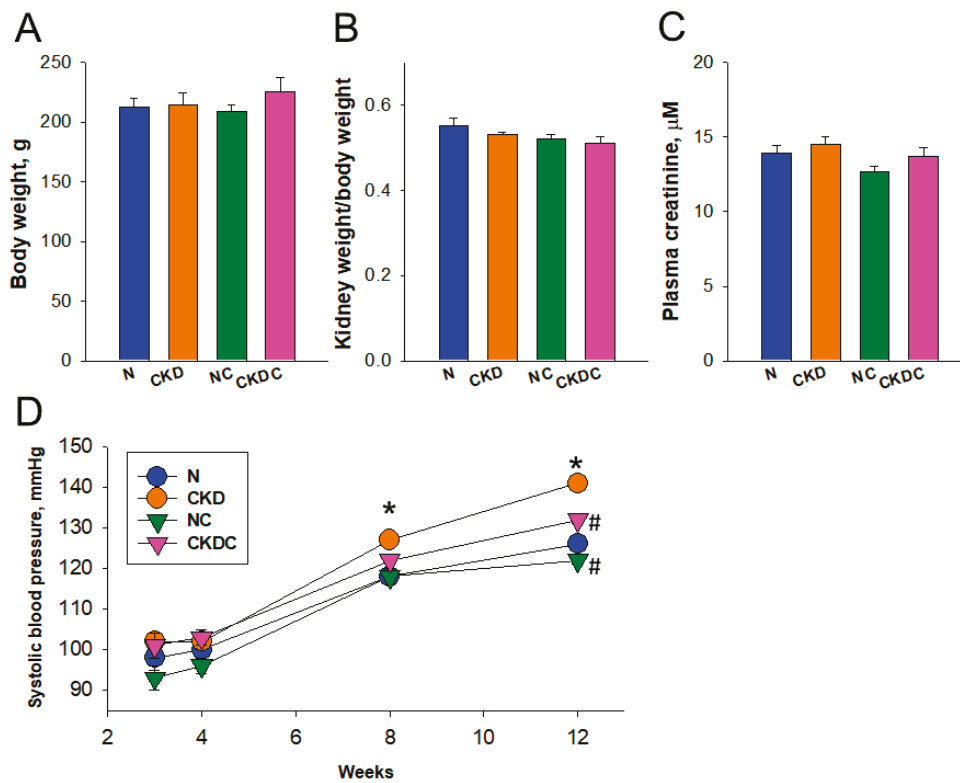 A
Body weight, g
250
200
150
100
50
0
N
CKD
NC
CKDC
B
Kidney weight/body weight
0.6
0.4
0.2
0.0
N
CKD
NC
CKDC
C
Plasma creatinine, μM
20
15
10
5
0
N
CKD
NC
CKDC
D
Systolic blood pressure, mmHg
150
140
130
120
110
100
90
N
CKD
NC
CKDC
*
*
#
#
2
4
6
8
10
12
Weeks